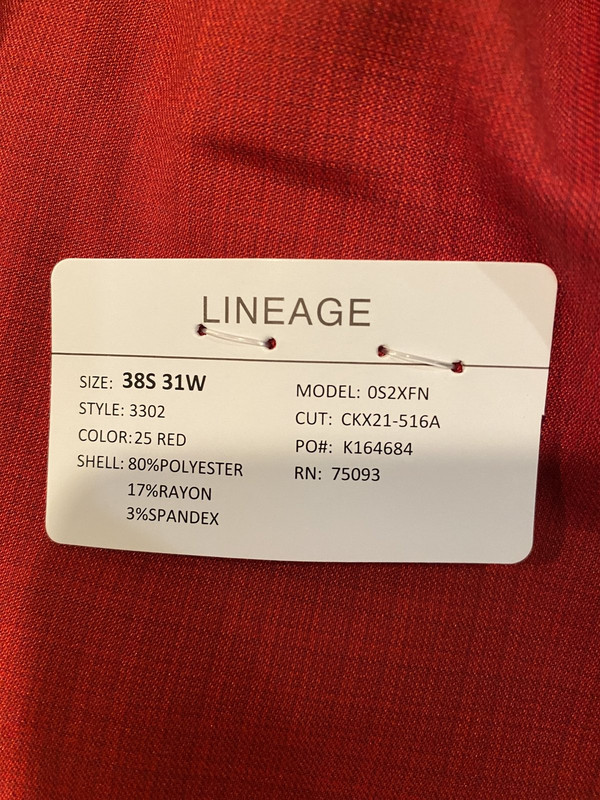 LINEAGE
SIZE: 38S 31W
STYLE: 3302
COLOR:25 RED
SHELL: 80%POLYESTER
17%RAYON
3%SPANDEX
MODEL: 0S2XFN
CUT: CKX21-516A
PO#: K164684
RN: 75093